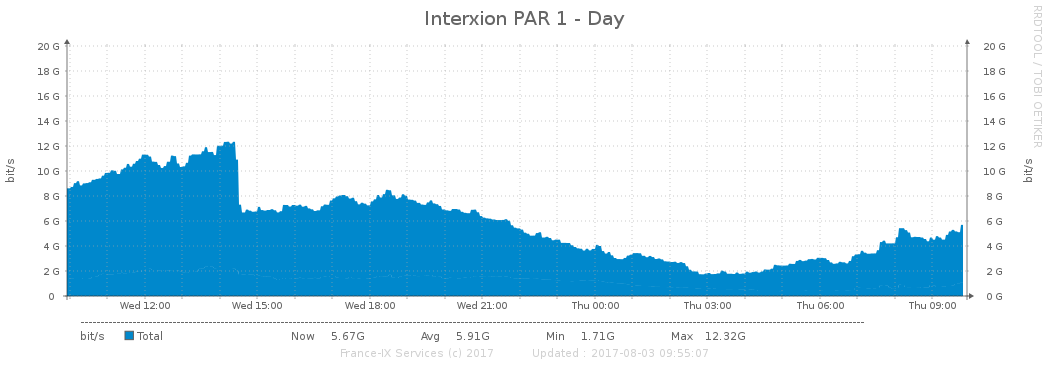 Interxion PAR 1 - Day
RRDTOOL / TOBI OETIKER
20 G 20 G
18 G 18 G
16 G 16 G
14 G 14 G
12 G 12 G
10 G 10 G
8 G 8 G
6 G 6 G
4 G 4 G
2 G 2 G
0 0 G
bit/s
bit/s
Wed 12:00 Wed 15:00 Wed 18:00 Wed 21:00 Thu 00:00 Thu 03:00 Thu 06:00 Thu 09:00
bit/s Total Now 5.67G Avg 5.91G Min 1.71G Max 12.32G
France-IX Services (c) 2017 Updated : 2017-08-03 09:55:07